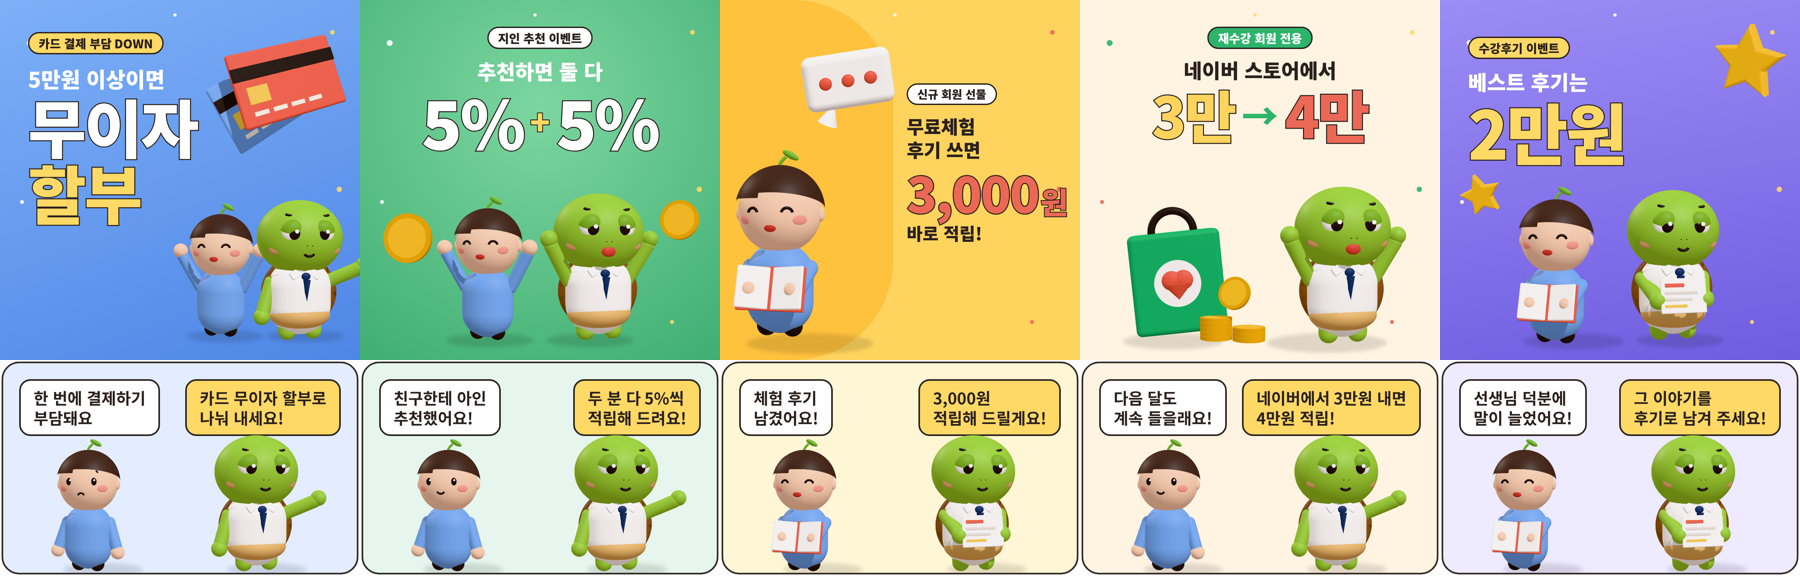 카드 결제 부담 DOWN
5만원 이상이면
무이자
할부
지인 추천 이벤트
추천하면 둘 다
5% + 5%
신규 회원 선물
무료체험
후기 쓰면
3,000원
바로 적립!
재수강 회원 전용
네이버 스토어에서
3만 → 4만
수강후기 이벤트
베스트 후기는
2만원
한 번에 결제하기
부담돼요
카드 무이자 할부로
나눠 내세요!
친구한테 아인
추천했어요!
두 분 다 5%씩
적립해 드려요!
체험 후기
남겼어요!
3,000원
적립해 드릴게요!
다음 달도
계속 들을래요!
네이버에서 3만원 내면
4만원 적립!
선생님 덕분에
말이 늘었어요!
그 이야기를
후기로 남겨 주세요!